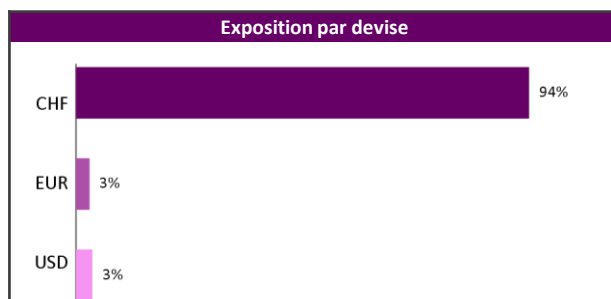 Exposition par devise
CHF 94%
EUR 3%
USD 3%